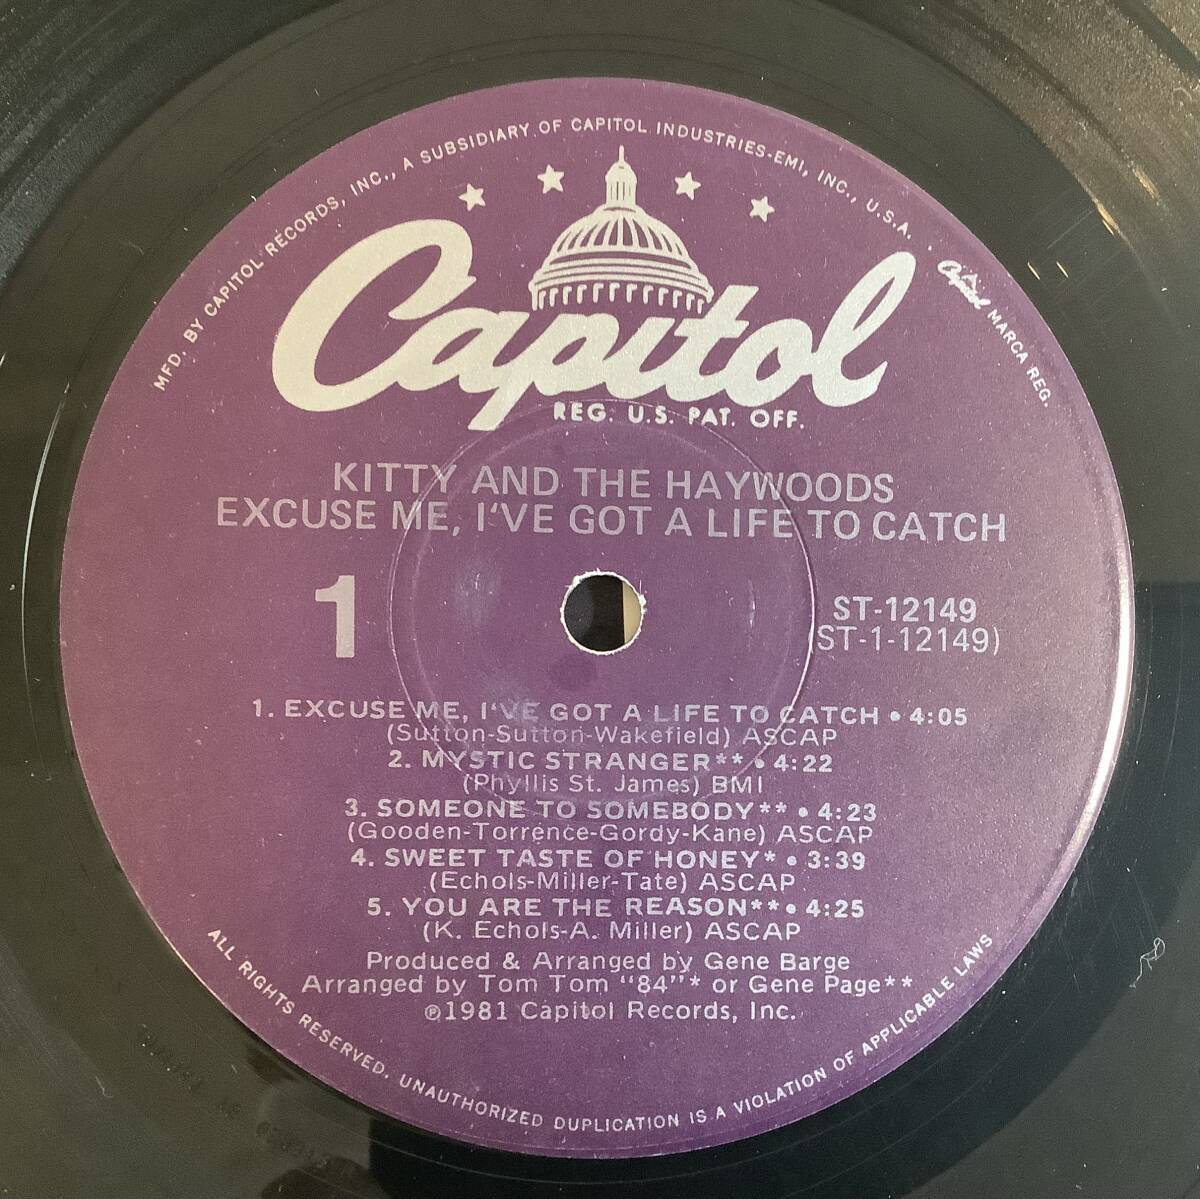 MFD. BY CAPITOL RECORDS, INC., A SUBSIDIARY OF CAPITOL INDUSTRIES-EMI, INC., U.S.A.
Capitol MARCA REG.
Capitol
REG. U.S. PAT. OFF.
KITTY AND THE HAYWOODS
EXCUSE ME, I'VE GOT A LIFE TO CATCH
1
ST-12149
(ST-1-12149)
1. EXCUSE ME, I'VE GOT A LIFE TO CATCH • 4:05
(Sutton-Sutton-Wakefield) ASCAP
2. MYSTIC STRANGER** • 4:22
(Phyllis St. James) BMI
3. SOMEONE TO SOMEBODY** • 4:23
(Gooden-Torrence-Gordy-Kane) ASCAP
4. SWEET TASTE OF HONEY* • 3:39
(Echols-Miller-Tate) ASCAP
5. YOU ARE THE REASON** • 4:25
(K. Echols-A. Miller) ASCAP
Produced & Arranged by Gene Barge
Arranged by Tom Tom "84"* or Gene Page**
℗1981 Capitol Records, Inc.
ALL RIGHTS RESERVED. UNAUTHORIZED DUPLICATION IS A VIOLATION OF APPLICABLE LAWS